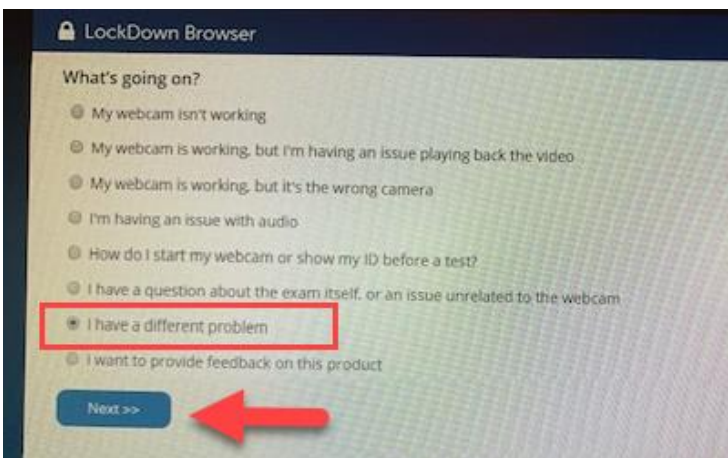 LockDown Browser
What's going on?
My webcam isn't working
My webcam is working, but I'm having an issue playing back the video
My webcam is working, but it's the wrong camera
I'm having an issue with audio
How do I start my webcam or show my ID before a test?
I have a question about the exam itself, or an issue unrelated to the webcam
I have a different problem
I want to provide feedback on this product
Next >>